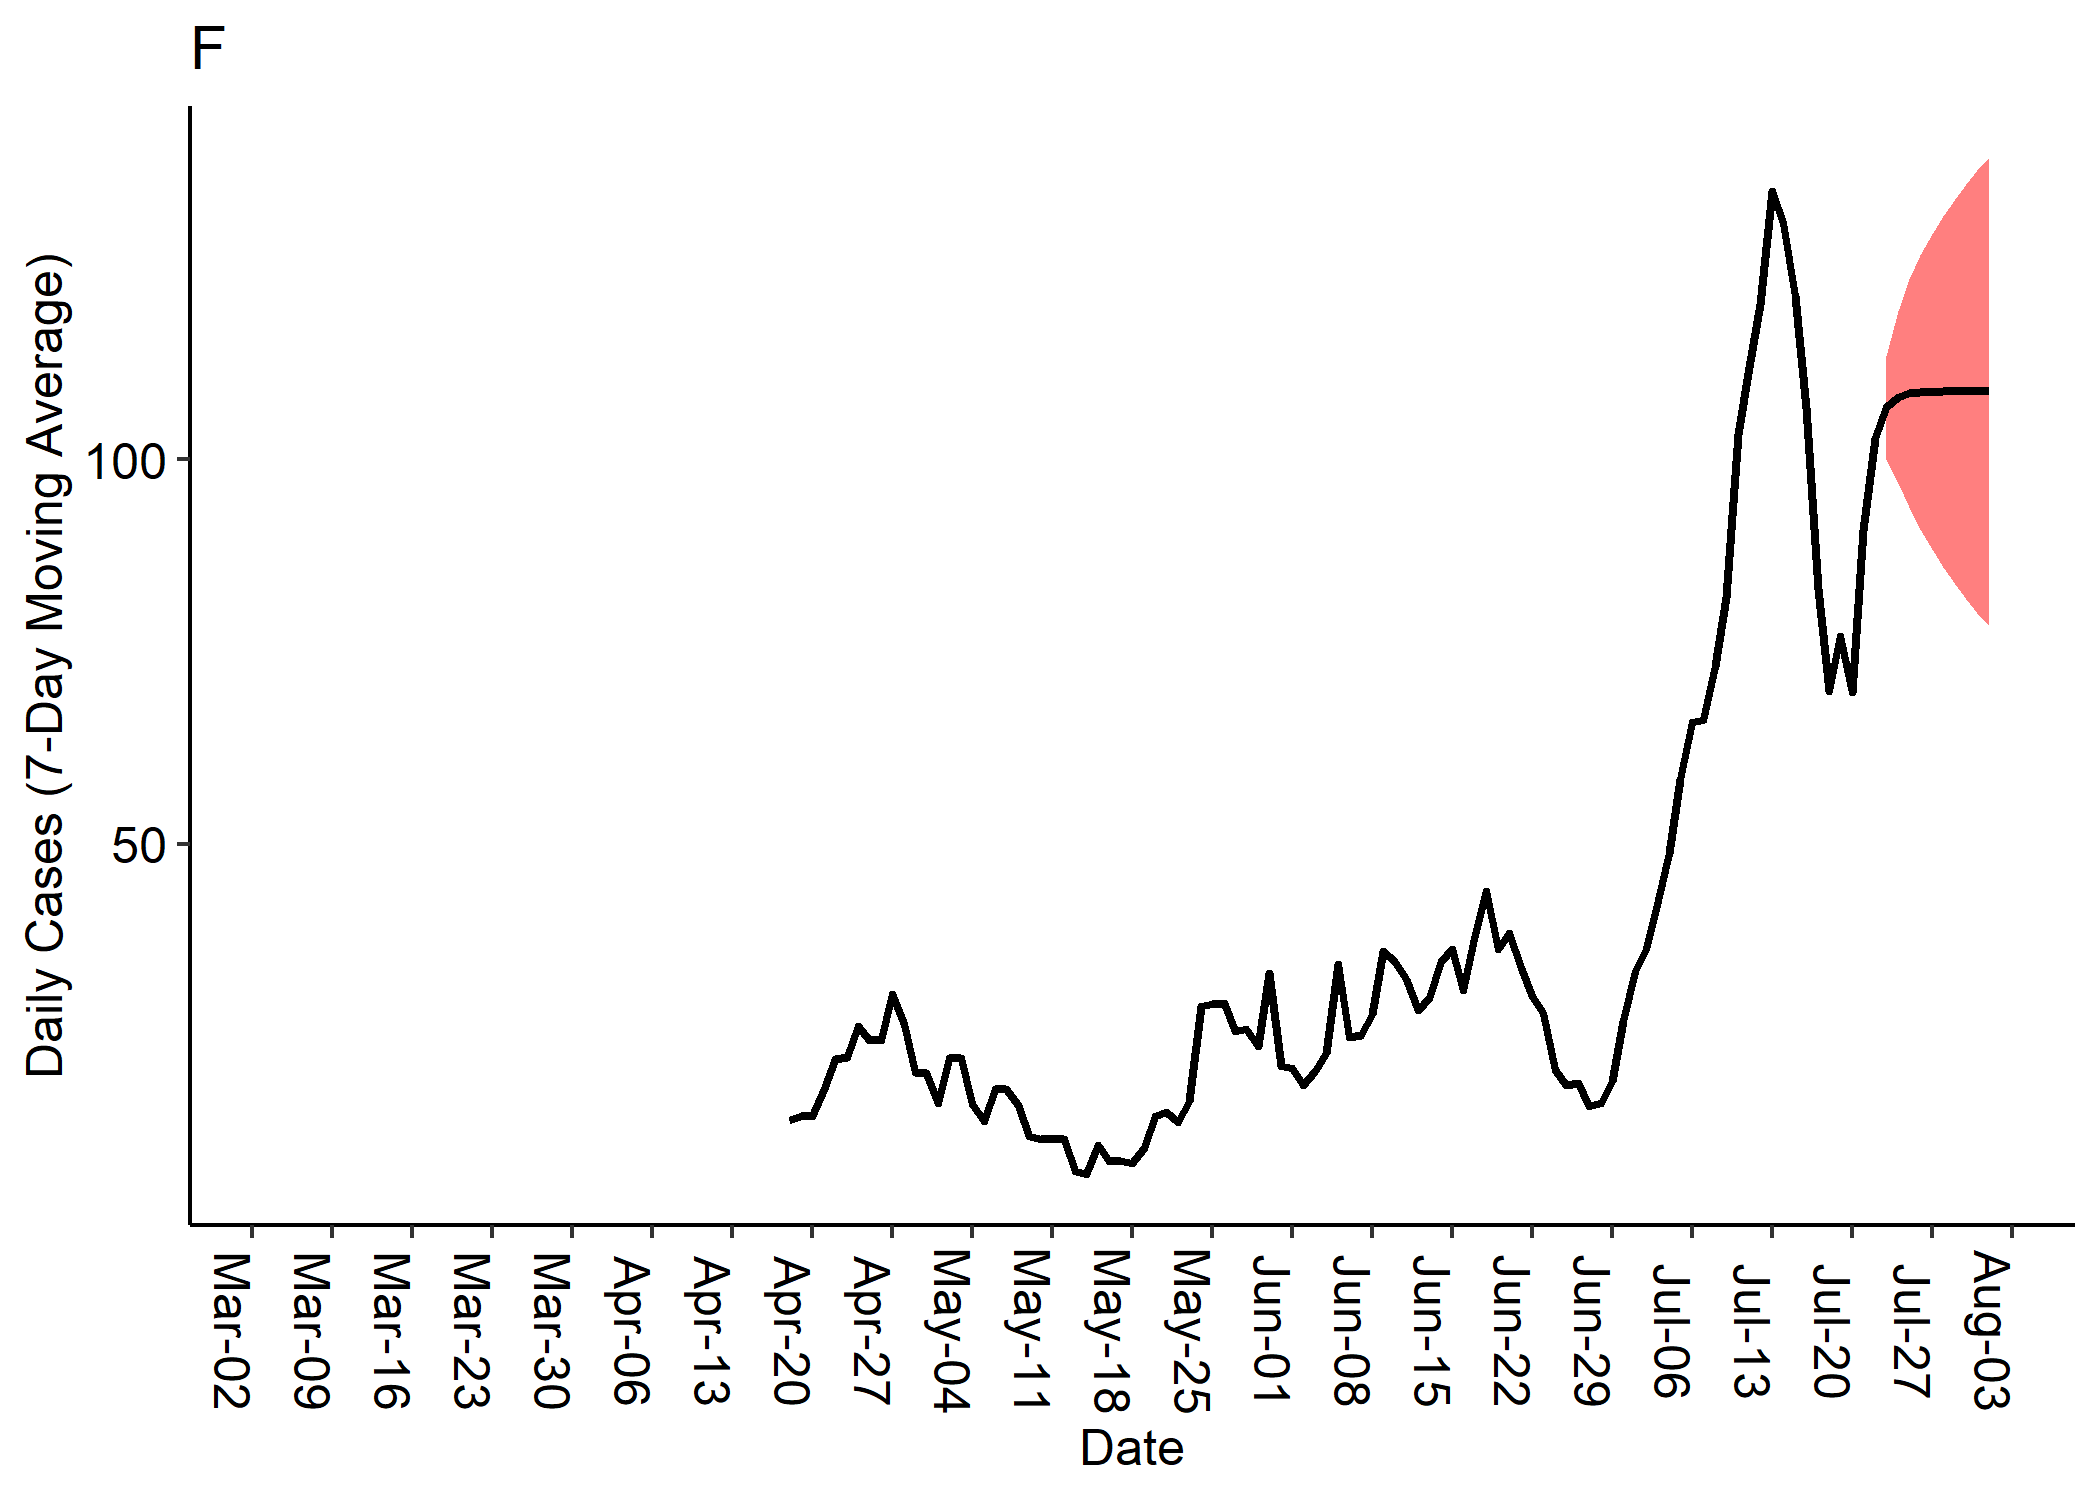 F
Daily Cases (7-Day Moving Average)
100
50
Mar-02
Mar-09
Mar-16
Mar-23
Mar-30
Apr-06
Apr-13
Apr-20
Apr-27
May-04
May-11
May-18
May-25
Jun-01
Jun-08
Jun-15
Jun-22
Jun-29
Jul-06
Jul-13
Jul-20
Jul-27
Aug-03
Date